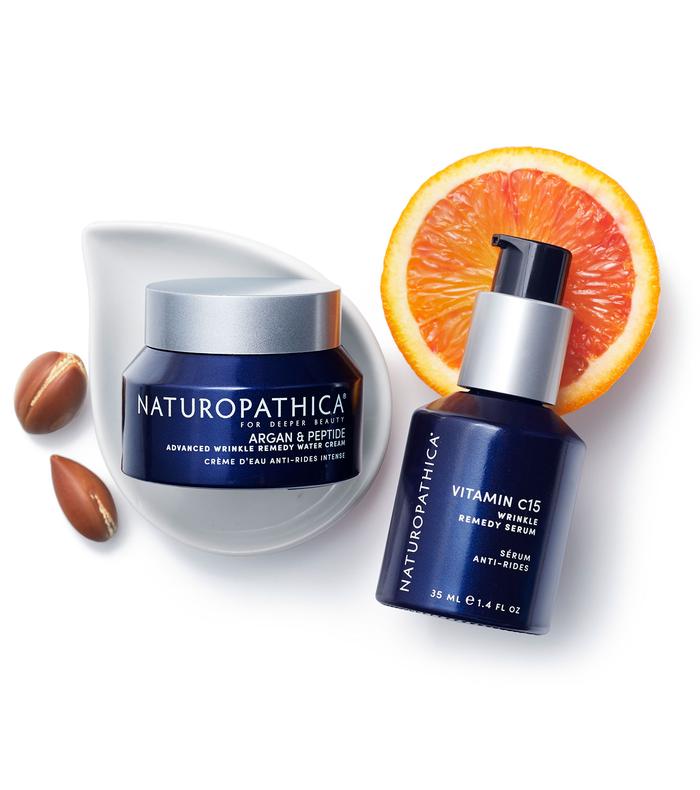 NATUROPATHICA®
FOR DEEPER BEAUTY
ARGAN & PEPTIDE
ADVANCED WRINKLE REMEDY WATER CREAM
CRÈME D'EAU ANTI-RIDES INTENSE
NATUROPATHICA®
VITAMIN C15
WRINKLE
REMEDY SERUM
SÉRUM
ANTI-RIDES
35 ML ℮ 1.4 FL OZ